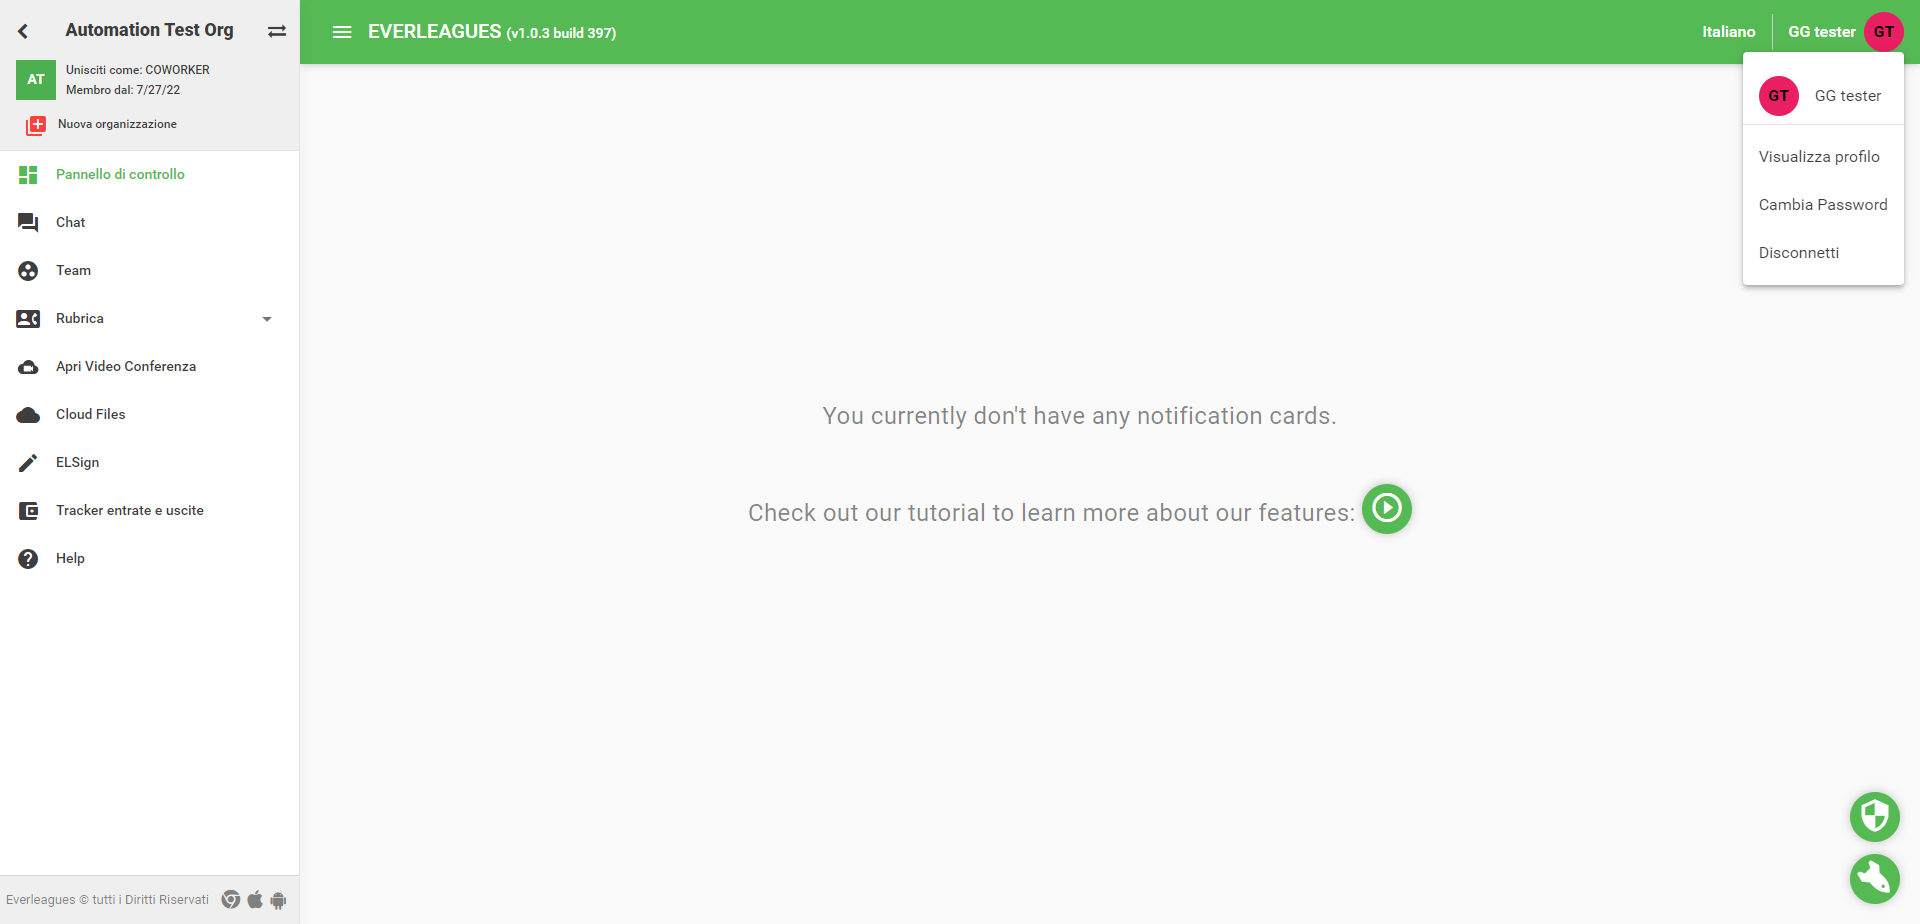 Automation Test Org
AT
Unisciti come: COWORKER
Membro dal: 7/27/22
Nuova organizzazione
Pannello di controllo
Chat
Team
Rubrica
Apri Video Conferenza
Cloud Files
ELSign
Tracker entrate e uscite
Help
Everleagues © tutti i Diritti Riservati
EVERLEAGUES (v1.0.3 build 397)
Italiano
GG tester
GT
GT
GG tester
Visualizza profilo
Cambia Password
Disconnetti
You currently don't have any notification cards.
Check out our tutorial to learn more about our features: